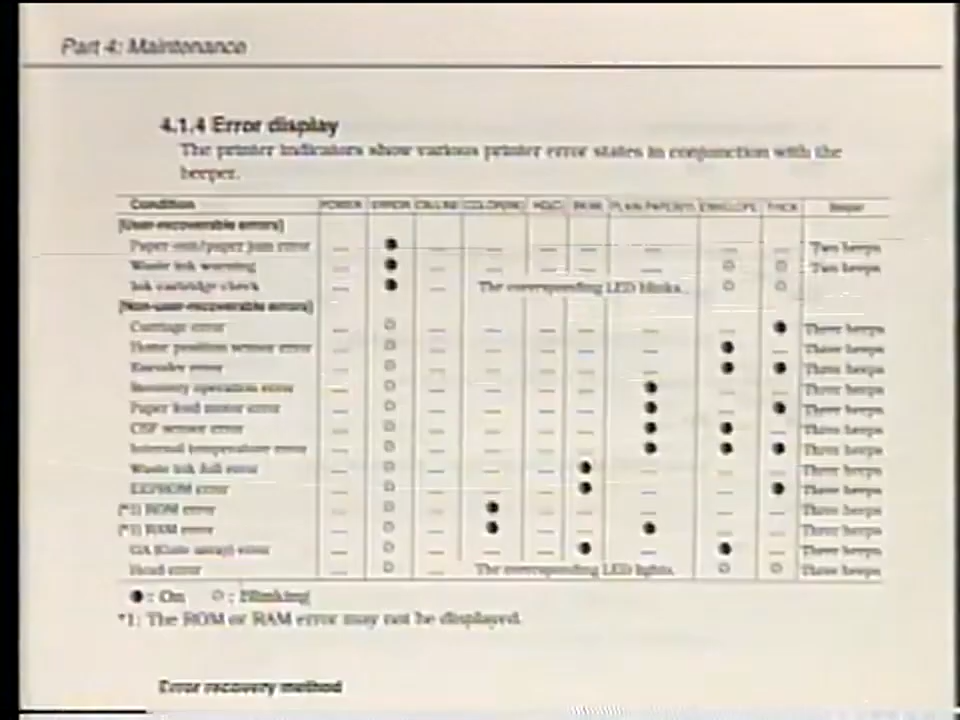 Part 4: Maintenance
4.1.4 Error display
The printer indicators show various printer error states in conjunction with the
beeper.
Condition POWER ERROR HQ ENVELOPE THICK Beeper
[User-recoverable errors]
Paper-out/paper jam error — ● — — — — — — — Two beeps
Waste ink warning — ● — — — — — ○ ○ Two beeps
Ink cartridge check — ● — The corresponding LED blinks. ○ ○
[Non-user-recoverable errors]
Carriage error — ○ — — — — — — ● Three beeps
Home position sensor error — ○ — — — — — ● — Three beeps
Encoder error — ○ — — — — — ● ● Three beeps
Recovery operation error — ○ — — — — ● — — Three beeps
Paper feed motor error — ○ — — — — ● — ● Three beeps
CSF sensor error — ○ — — — — ● ● — Three beeps
Internal temperature error — ○ — — — — ● ● ● Three beeps
Waste ink full error — ○ — — — ● — — — Three beeps
EEPROM error — ○ — — — ● — — ● Three beeps
(*1) ROM error — ○ — ● — — — — — Three beeps
(*1) RAM error — ○ — ● — — ● — — Three beeps
GA (Gate array) error — ○ — — — ● — ● — Three beeps
Head error — ○ — The corresponding LED lights. ○ ○ Three beeps
● : On ○ : Blinking
*1: The ROM or RAM error may not be displayed.
Error recovery method